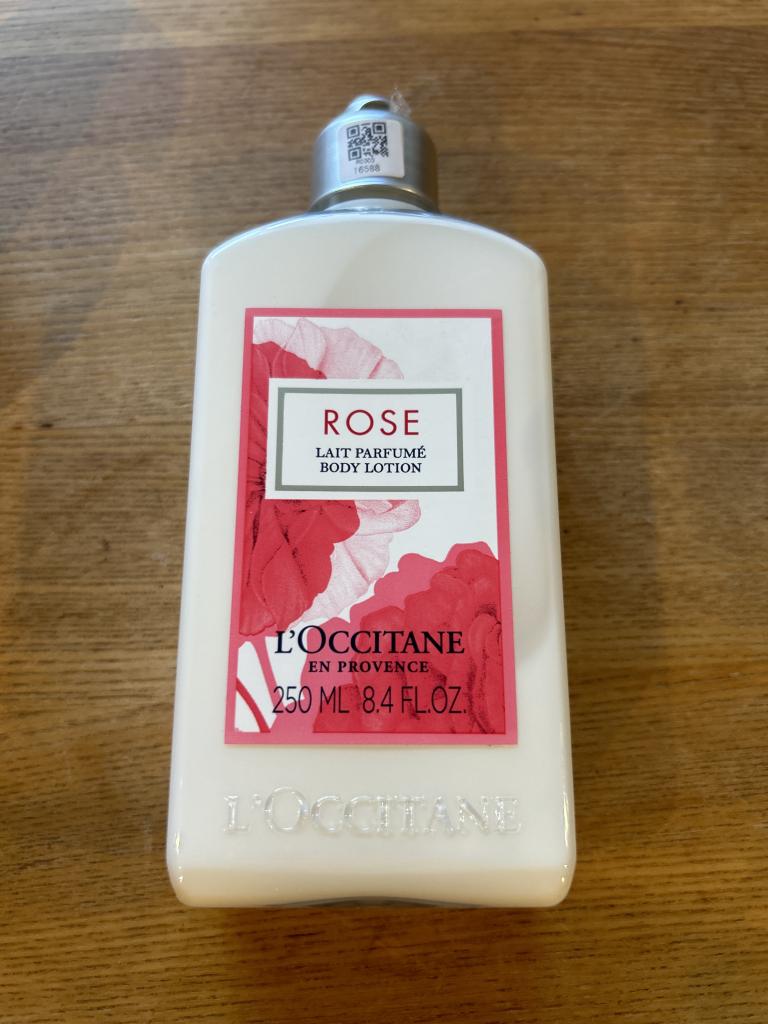 16588
ROSE
LAIT PARFUMÉ
BODY LOTION
L'OCCITANE
EN PROVENCE
250 ML 8.4 FL.OZ.
L'OCCITANE